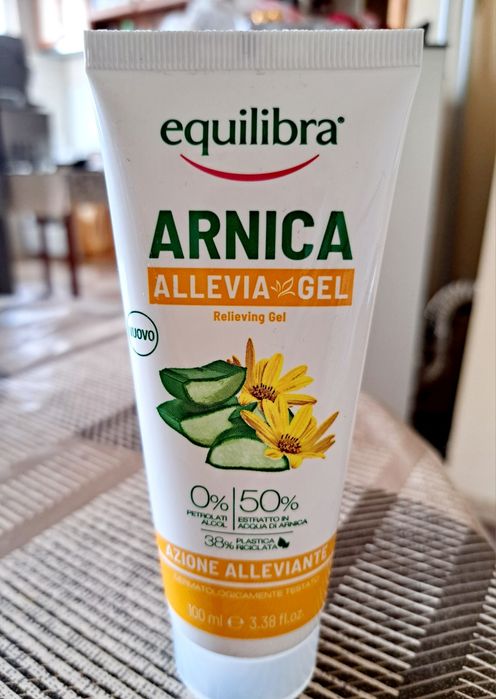 equilibra®
ARNICA
ALLEVIA GEL
Relieving Gel
NUOVO
0% PETROLATI ALCOL
50% ESTRATTO IN ACQUA DI ARNICA
38% PLASTICA RICICLATA
AZIONE ALLEVIANTE
DERMATOLOGICAMENTE TESTATO
100 ml ℮ 3.38 fl.oz.